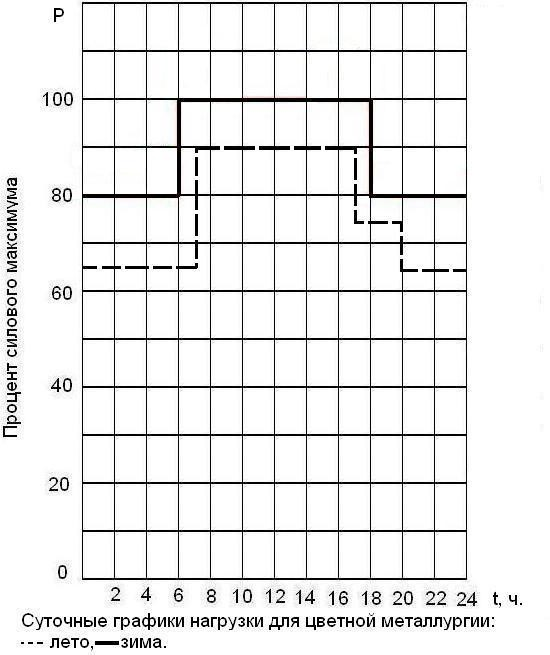 P
100
80
60
40
20
0
Процент силового максимума
2 4 6 8 10 12 14 16 18 20 22 24 t, ч.
Суточные графики нагрузки для цветной металлургии:
--- лето,━зима.